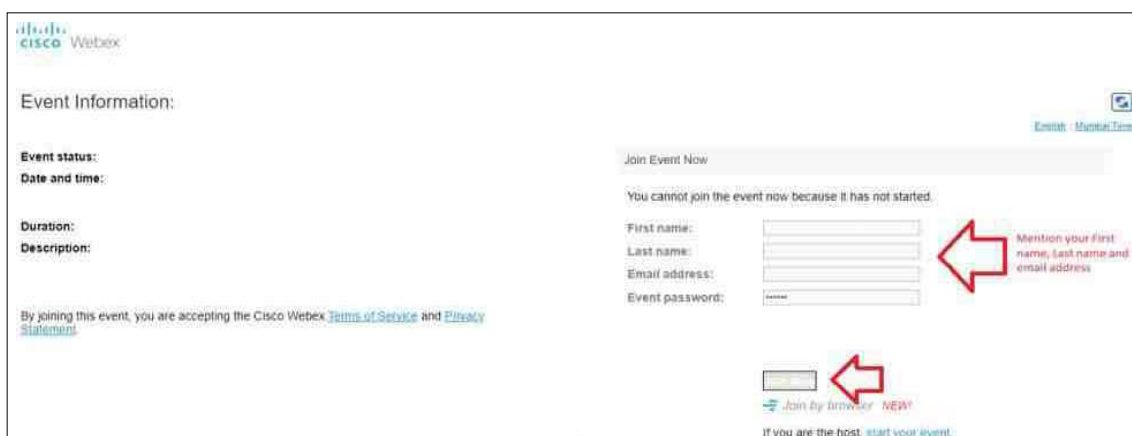 cisco Webex
Event Information:
English : Mumbai Time
Event status:
Date and time:
Duration:
Description:
By joining this event, you are accepting the Cisco Webex Terms of Service and Privacy
Statement.
Join Event Now
You cannot join the event now because it has not started.
First name:
Last name:
Email address:
Event password:
Mention your First
name, Last name and
email address
Join by browser NEW!
If you are the host, start your event.